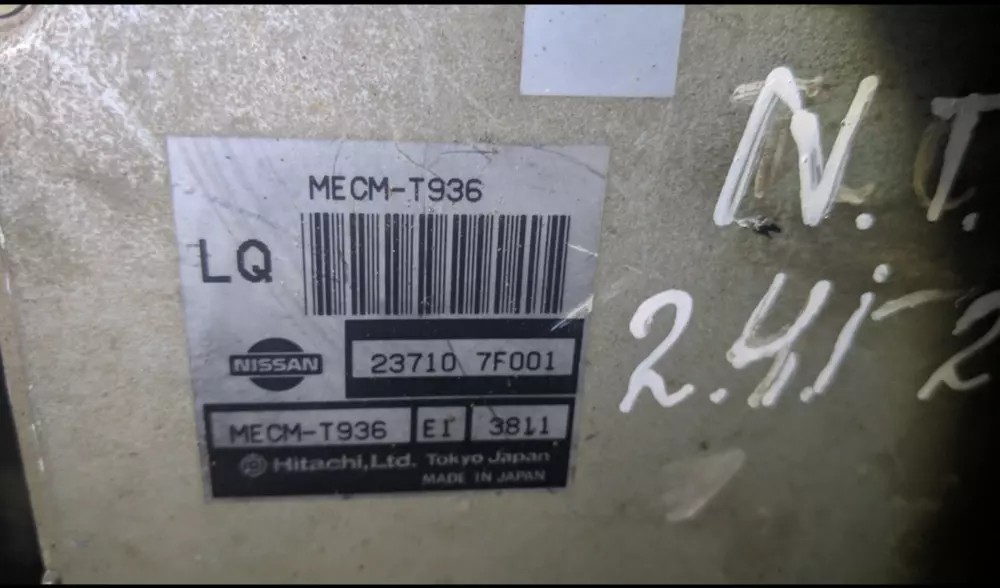 MECM-T936
LQ
NISSAN
23710 7F001
MECM-T936 EI 3811
Hitachi,Ltd. Tokyo Japan
MADE IN JAPAN
N.T.
2.4i-2